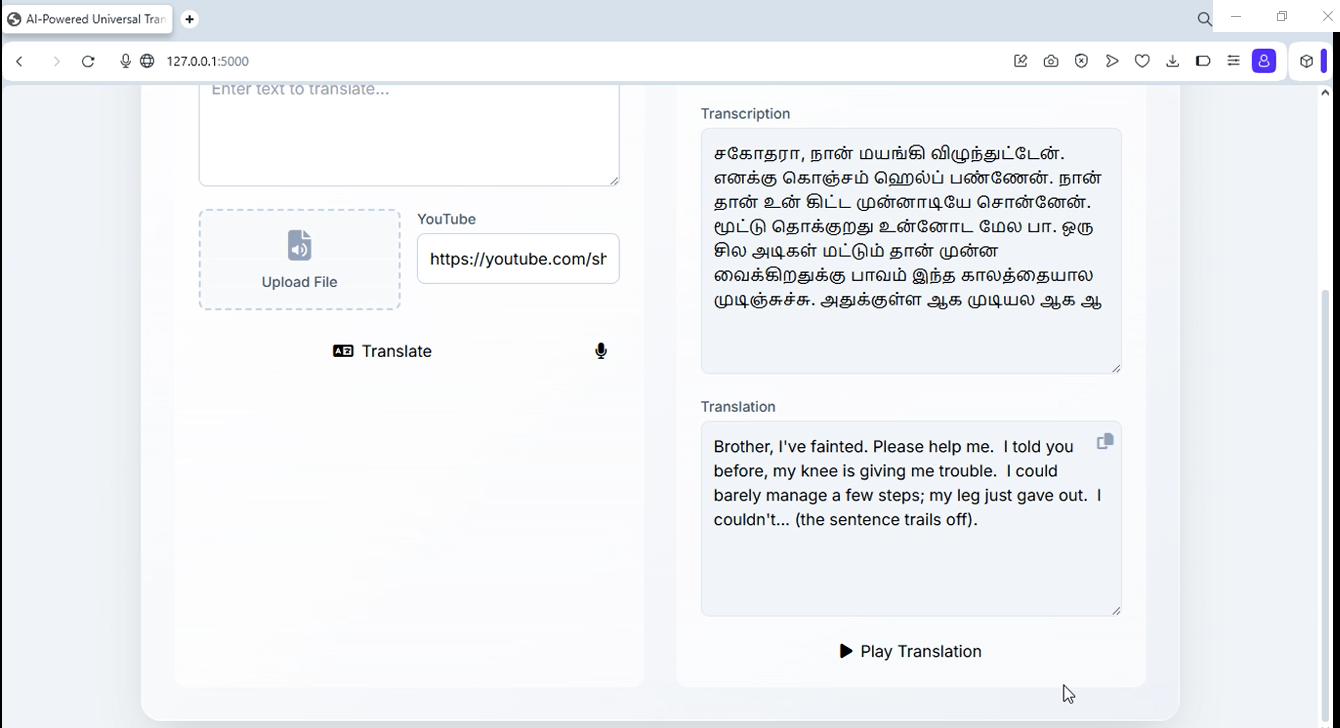 AI-Powered Universal Tran
127.0.0.1:5000
Enter text to translate...
Upload File
YouTube
https://youtube.com/sh
Translate
Transcription
சகோதரா, நான் மயங்கி விழுந்துட்டேன்.
எனக்கு கொஞ்சம் ஹெல்ப் பண்ணேன். நான்
தான் உன் கிட்ட முன்னாடியே சொன்னேன்.
மூட்டு தொக்குறது உன்னோட மேல பா. ஒரு
சில அடிகள் மட்டும் தான் முன்ன
வைக்கிறதுக்கு பாவம் இந்த காலத்தையால
முடிஞ்சுச்சு. அதுக்குள்ள ஆக முடியல ஆக ஆ
Translation
Brother, I've fainted. Please help me.  I told you
before, my knee is giving me trouble.  I could
barely manage a few steps; my leg just gave out.  I
couldn't... (the sentence trails off).
Play Translation